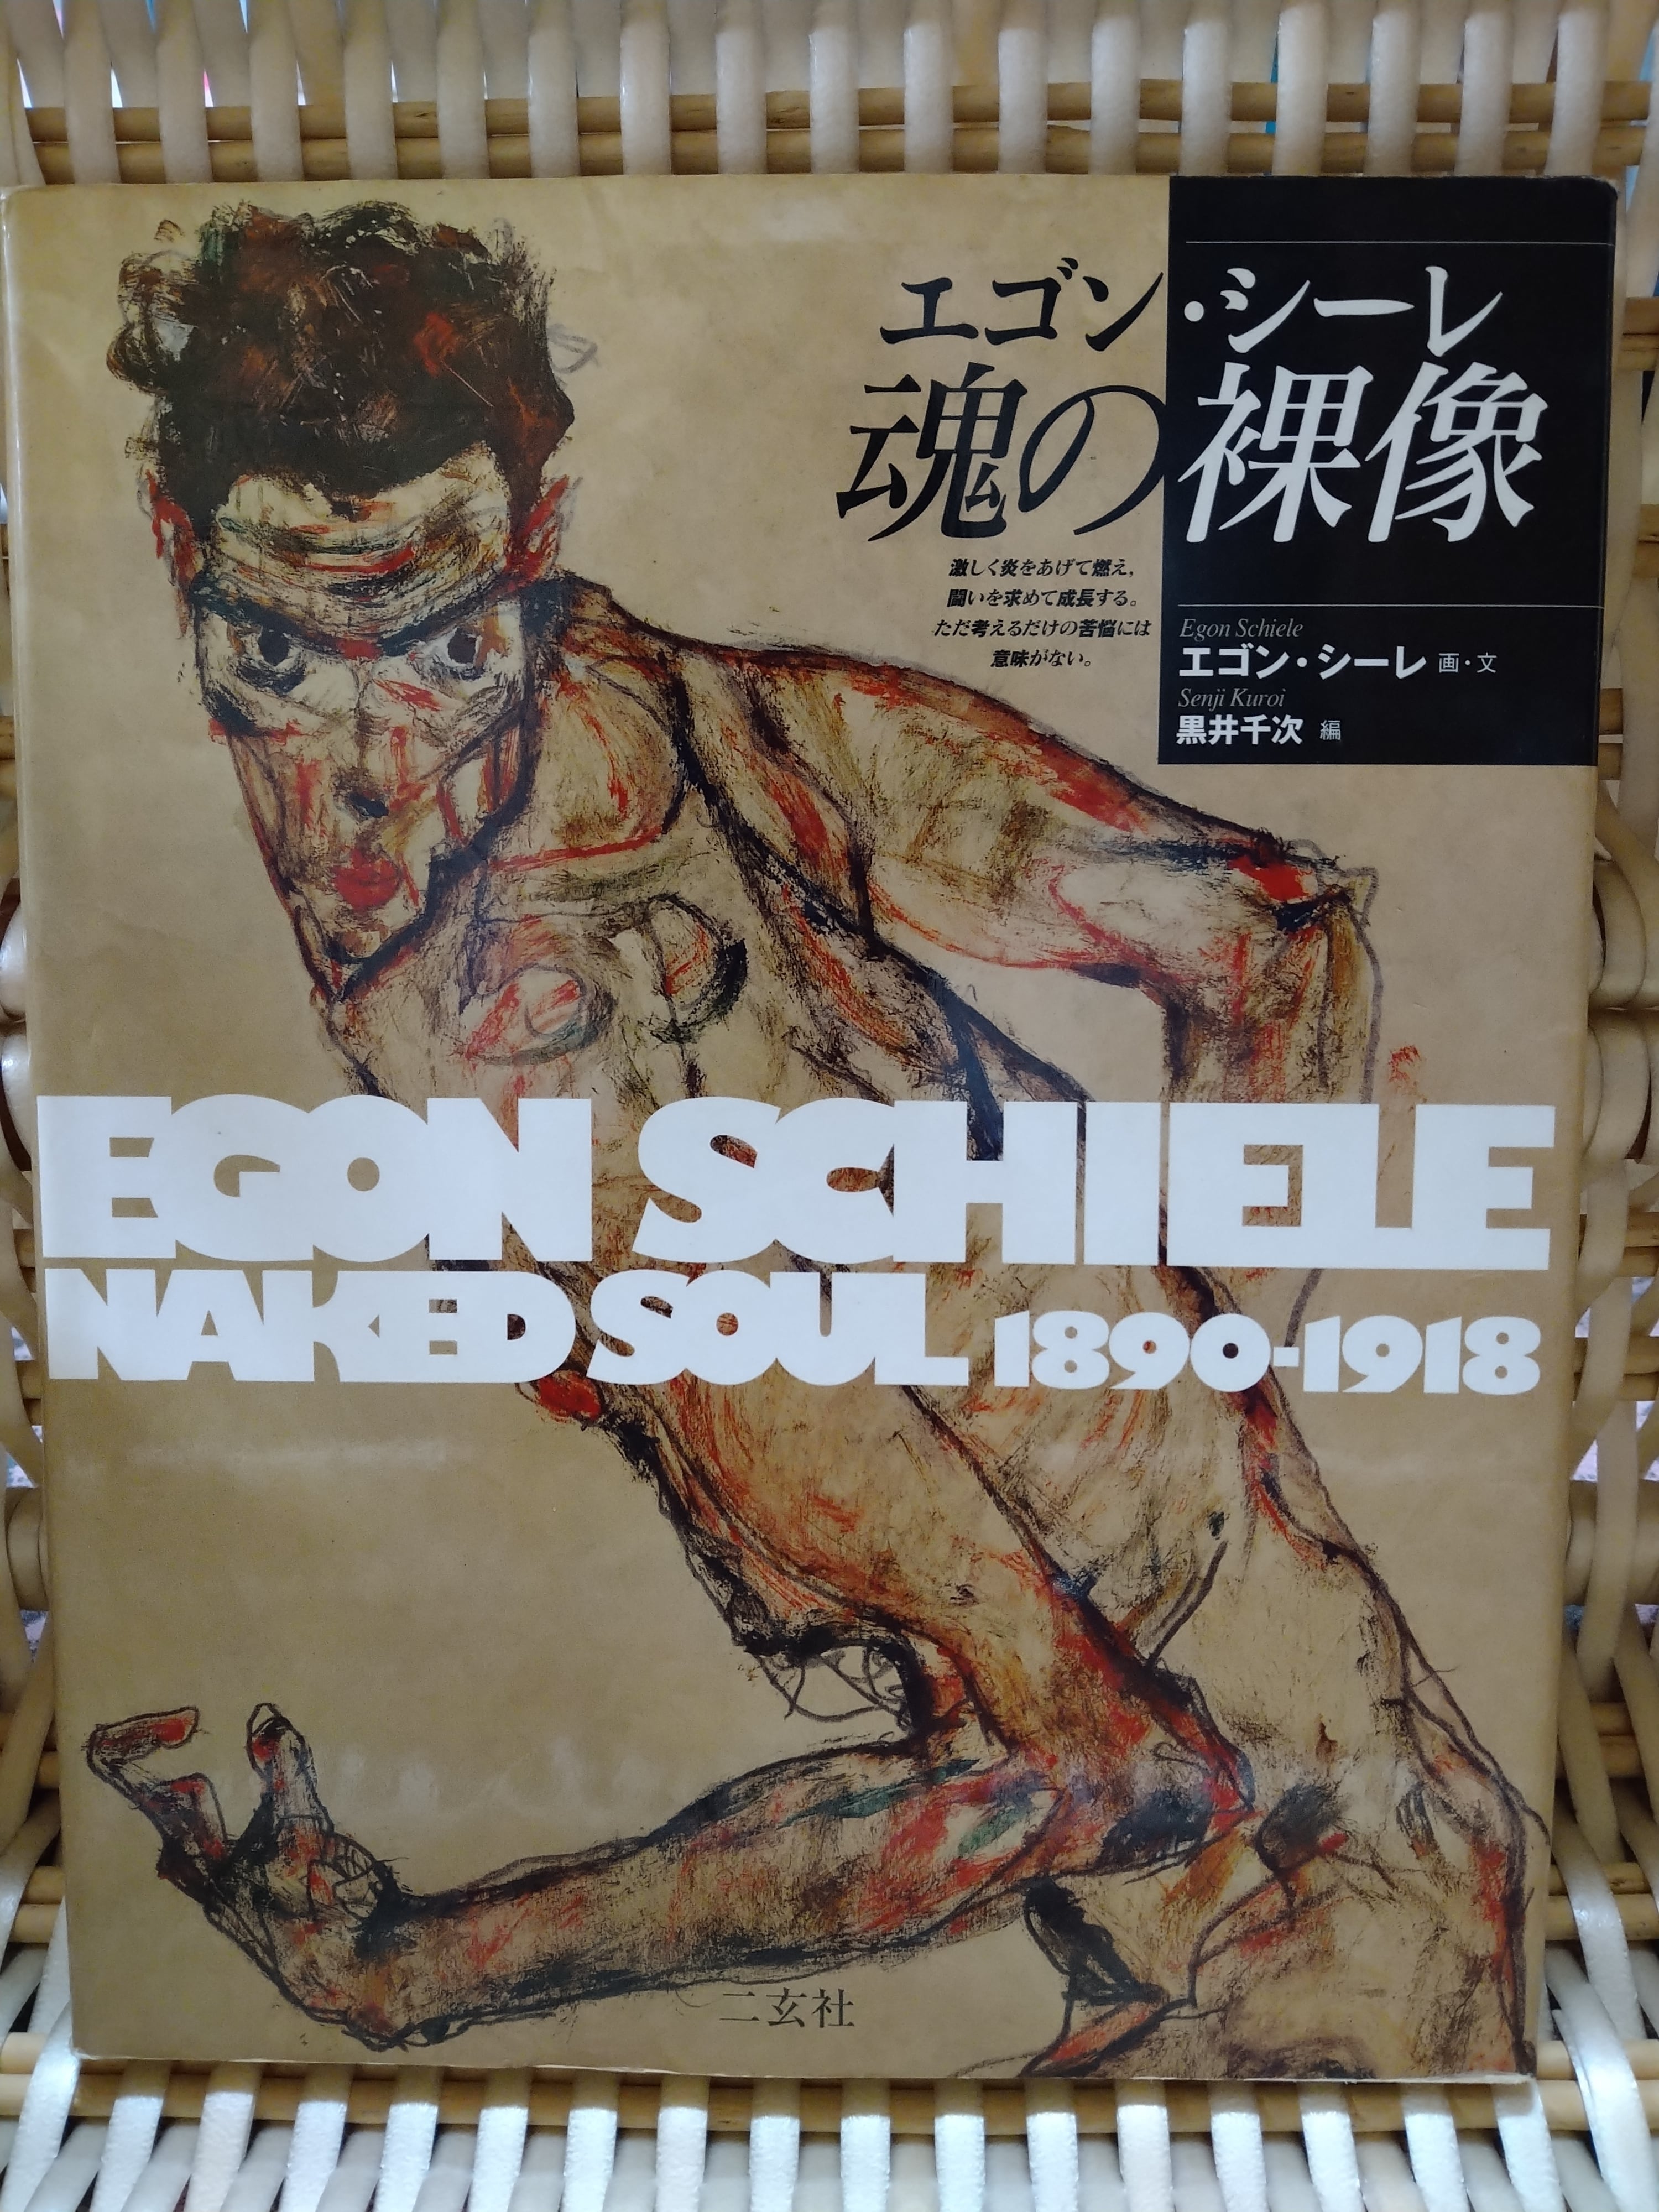 エゴン・シーレ
魂の裸像
激しく炎をあげて燃え,
闘いを求めて成長する。
ただ考えるだけの苦悩には
意味がない。
Egon Schiele
エゴン・シーレ 画・文
Senji Kuroi
黒井千次 編
EGON SCHIELE
NAKED SOUL 1890-1918
二玄社